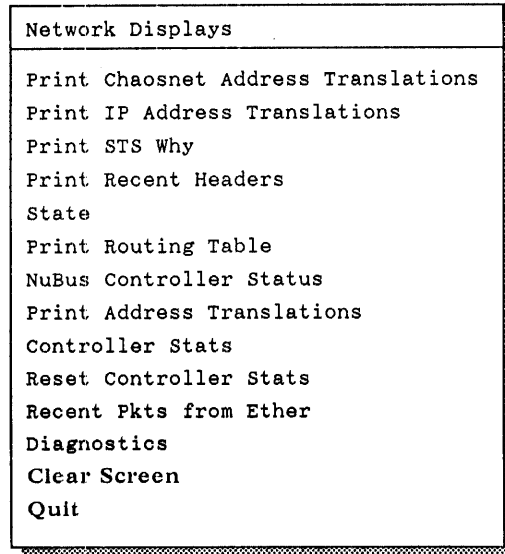 Network Displays
Print Chaosnet Address Translations
Print IP Address Translations
Print STS Why
Print Recent Headers
State
Print Routing Table
NuBus Controller Status
Print Address Translations
Controller Stats
Reset Controller Stats
Recent Pkts from Ether
Diagnostics
Clear Screen
Quit